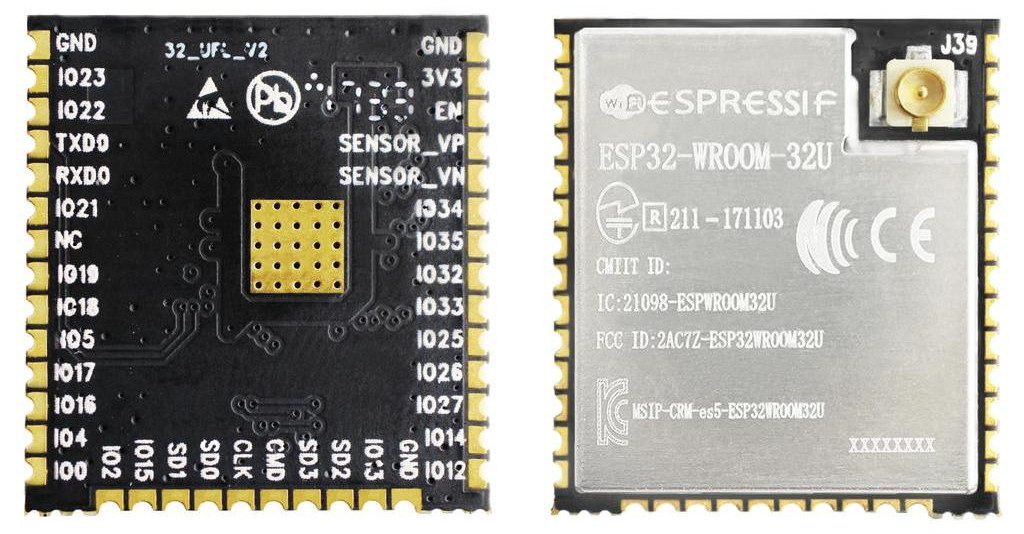 32_UFL_V2
Pb
GND
IO23
IO22
TXD0
RXD0
IO21
NC
IO19
IO18
IO5
IO17
IO16
IO4
IO0
IO2
IO15
SD1
SD0
CLK
CMD
SD3
SD2
IO13
GND
GND
3V3
EN
SENSOR_VP
SENSOR_VN
IO34
IO35
IO32
IO33
IO25
IO26
IO27
IO14
IO12
J39
WiFi ESPRESSIF
ESP32-WROOM-32U
R 211-171103
CE
CMIIT ID:
IC:21098-ESPWROOM32U
FCC ID:2AC7Z-ESP32WROOM32U
MSIP-CRM-es5-ESP32WROOM32U
XXXXXXXX